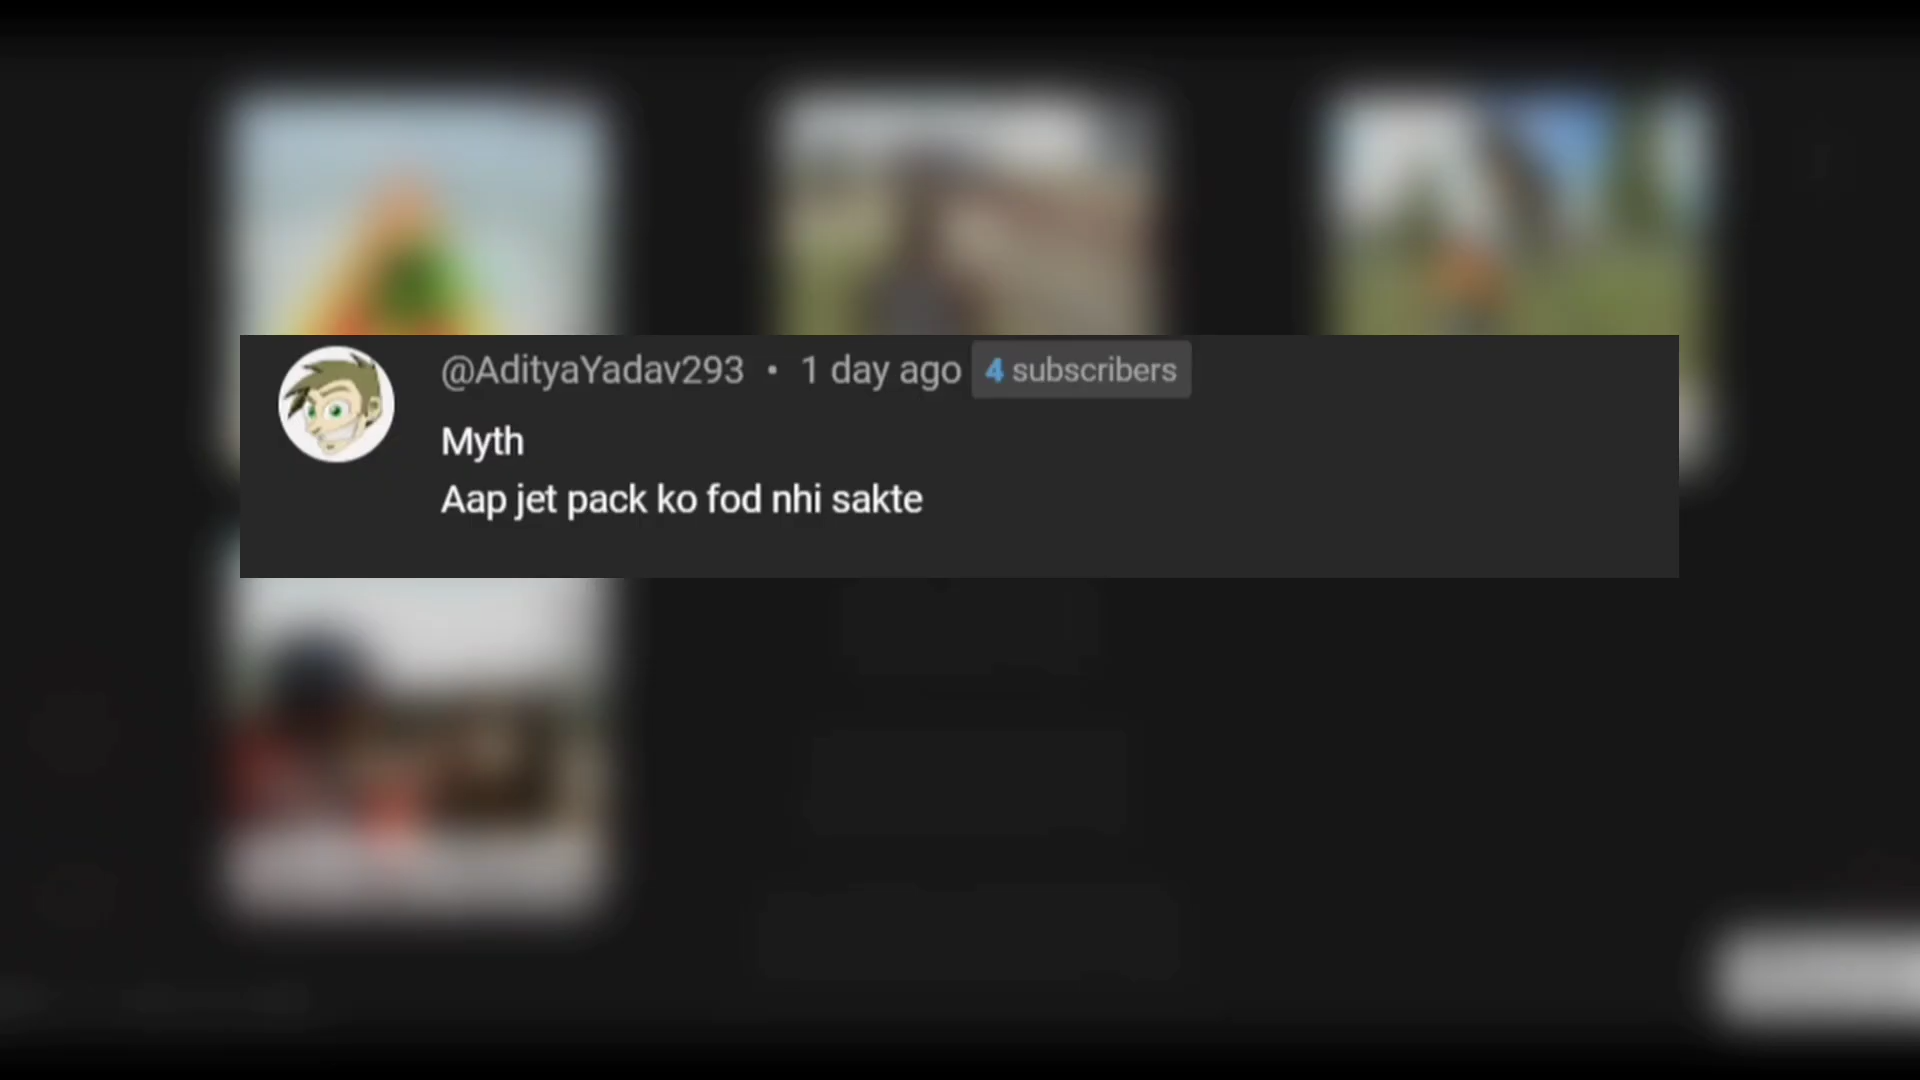 @AdityaYadav293 • 1 day ago 4 subscribers
Myth
Aap jet pack ko fod nhi sakte